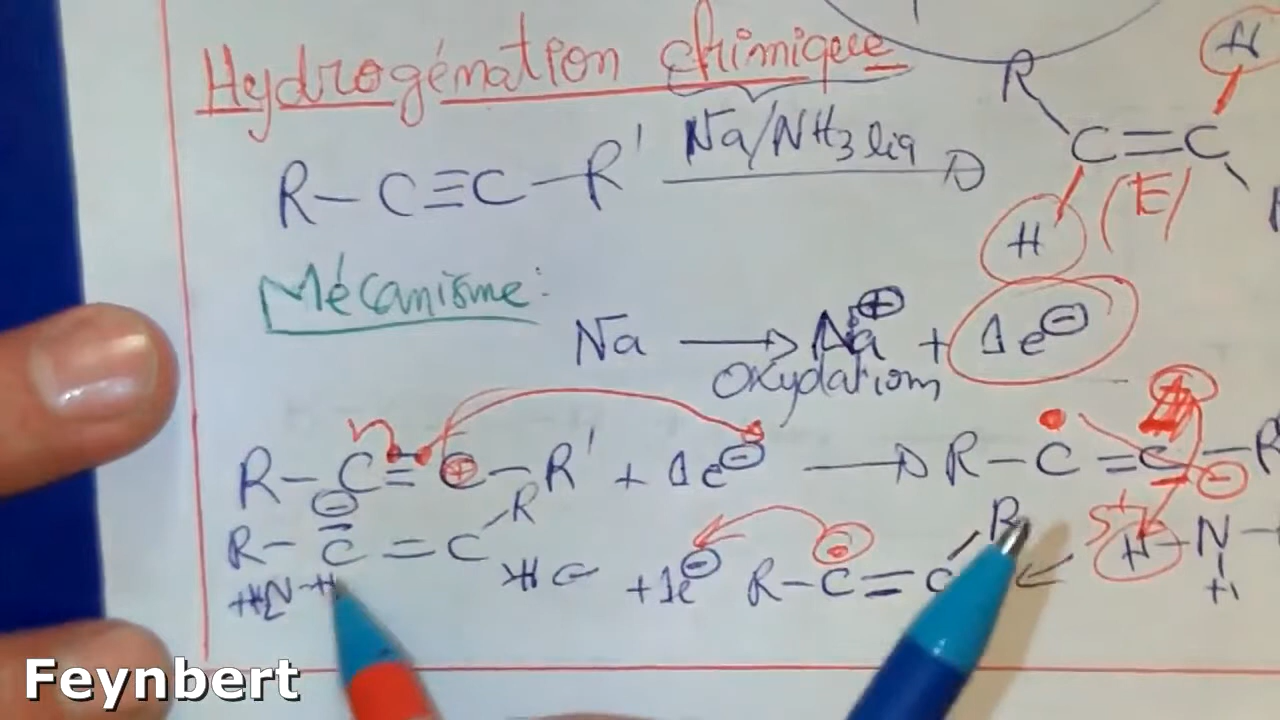 Hydrogénation chimique
R-C≡C-R' Na/NH3 liq
R H
C=C
H (E)
Mécanisme:
Na → Na⊕ + 1e⊖
Oxydation
R-C≡C-R' + 1e⊖ → R-C=C-R
R-C=C-R H +1e⊖ R-C=C-R ← δ+ H-N-
H-N-H H
Feynbert